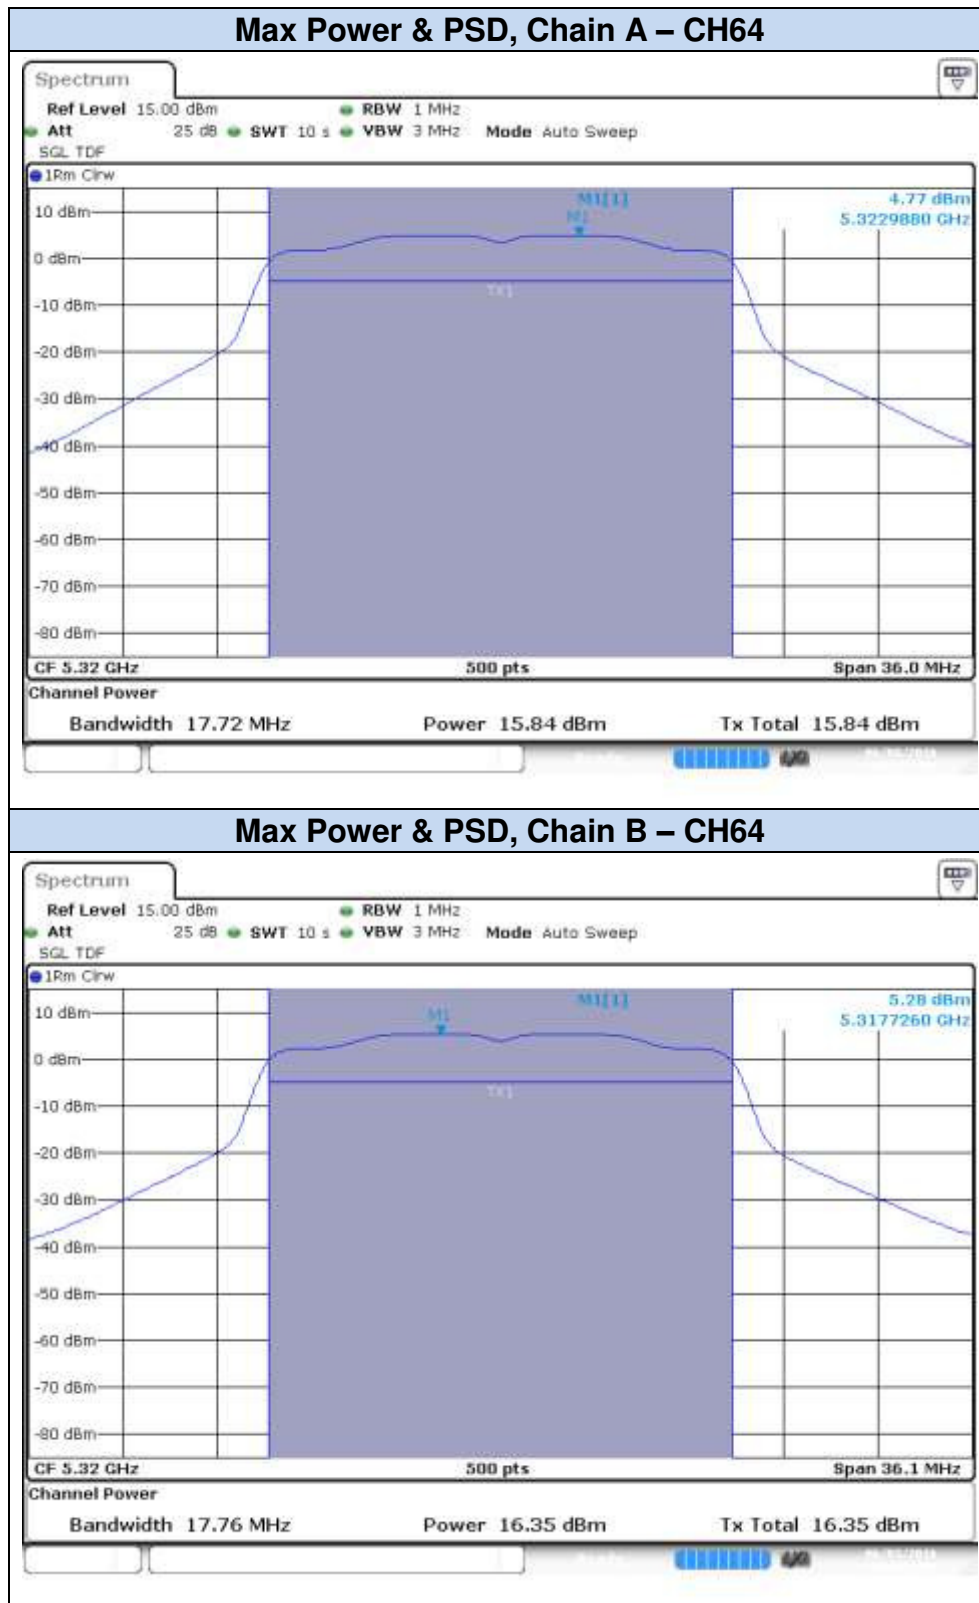 Max Power & PSD, Chain A – CH64
Spectrum
Ref Level 15.00 dBm RBW 1 MHz
Att 25 dB SWT 10 s VBW 3 MHz Mode Auto Sweep
SGL TDF
1Rm Clrw
M1[1] 4.77 dBm
5.3229880 GHz
M1
10 dBm
0 dBm
TX1
-10 dBm
-20 dBm
-30 dBm
-40 dBm
-50 dBm
-60 dBm
-70 dBm
-80 dBm
CF 5.32 GHz 500 pts Span 36.0 MHz
Channel Power
Bandwidth 17.72 MHz Power 15.84 dBm Tx Total 15.84 dBm
Max Power & PSD, Chain B – CH64
Spectrum
Ref Level 15.00 dBm RBW 1 MHz
Att 25 dB SWT 10 s VBW 3 MHz Mode Auto Sweep
SGL TDF
1Rm Clrw
M1[1] 5.28 dBm
5.3177260 GHz
M1
10 dBm
0 dBm
TX1
-10 dBm
-20 dBm
-30 dBm
-40 dBm
-50 dBm
-60 dBm
-70 dBm
-80 dBm
CF 5.32 GHz 500 pts Span 36.1 MHz
Channel Power
Bandwidth 17.76 MHz Power 16.35 dBm Tx Total 16.35 dBm